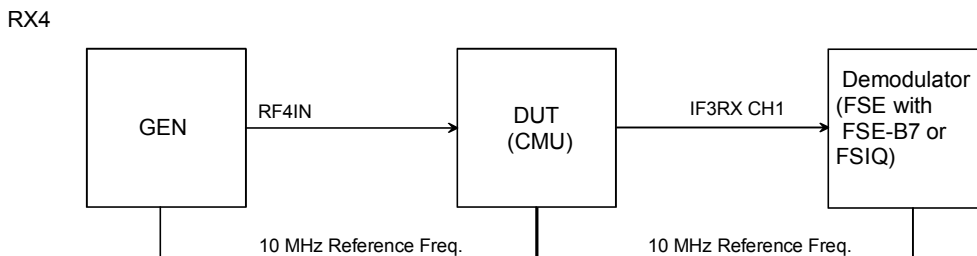 RX4
GEN
RF4IN
DUT
(CMU)
IF3RX CH1
Demodulator
(FSE with
FSE-B7 or
FSIQ)
10 MHz Reference Freq.
10 MHz Reference Freq.